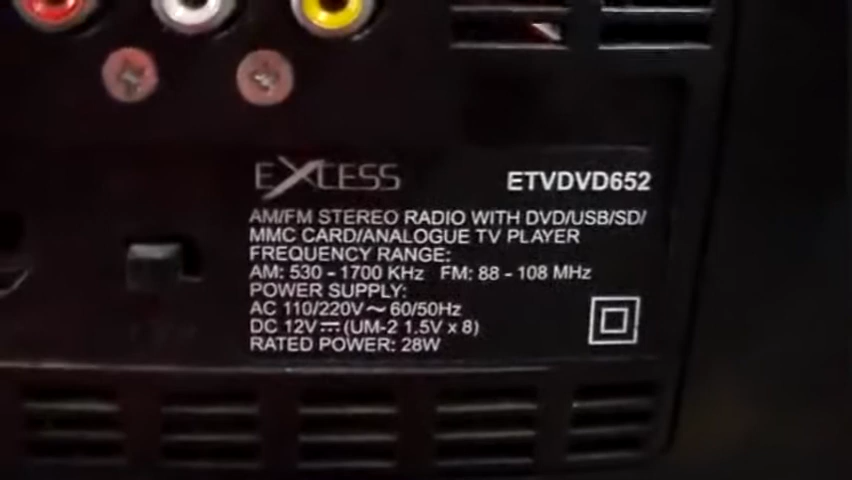 EXCESS ETVDVD652
AM/FM STEREO RADIO WITH DVD/USB/SD/
MMC CARD/ANALOGUE TV PLAYER
FREQUENCY RANGE:
AM: 530 - 1700 KHz FM: 88 - 108 MHz
POWER SUPPLY:
AC 110/220V ~ 60/50Hz
DC 12V ⎓ (UM-2 1.5V x 8)
RATED POWER: 28W